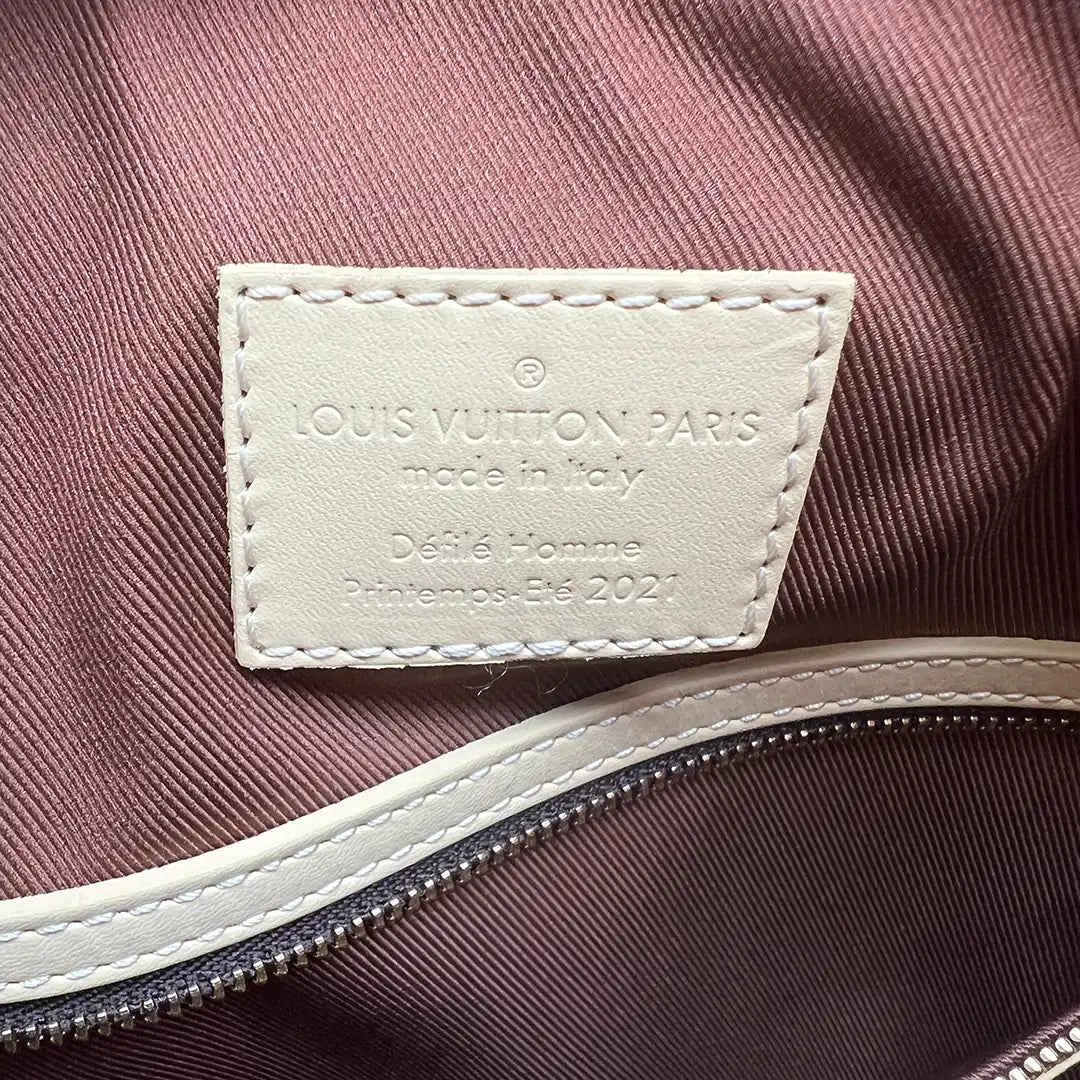 ®
LOUIS VUITTON PARIS
made in Italy
Défilé Homme
Printemps-Eté 2021